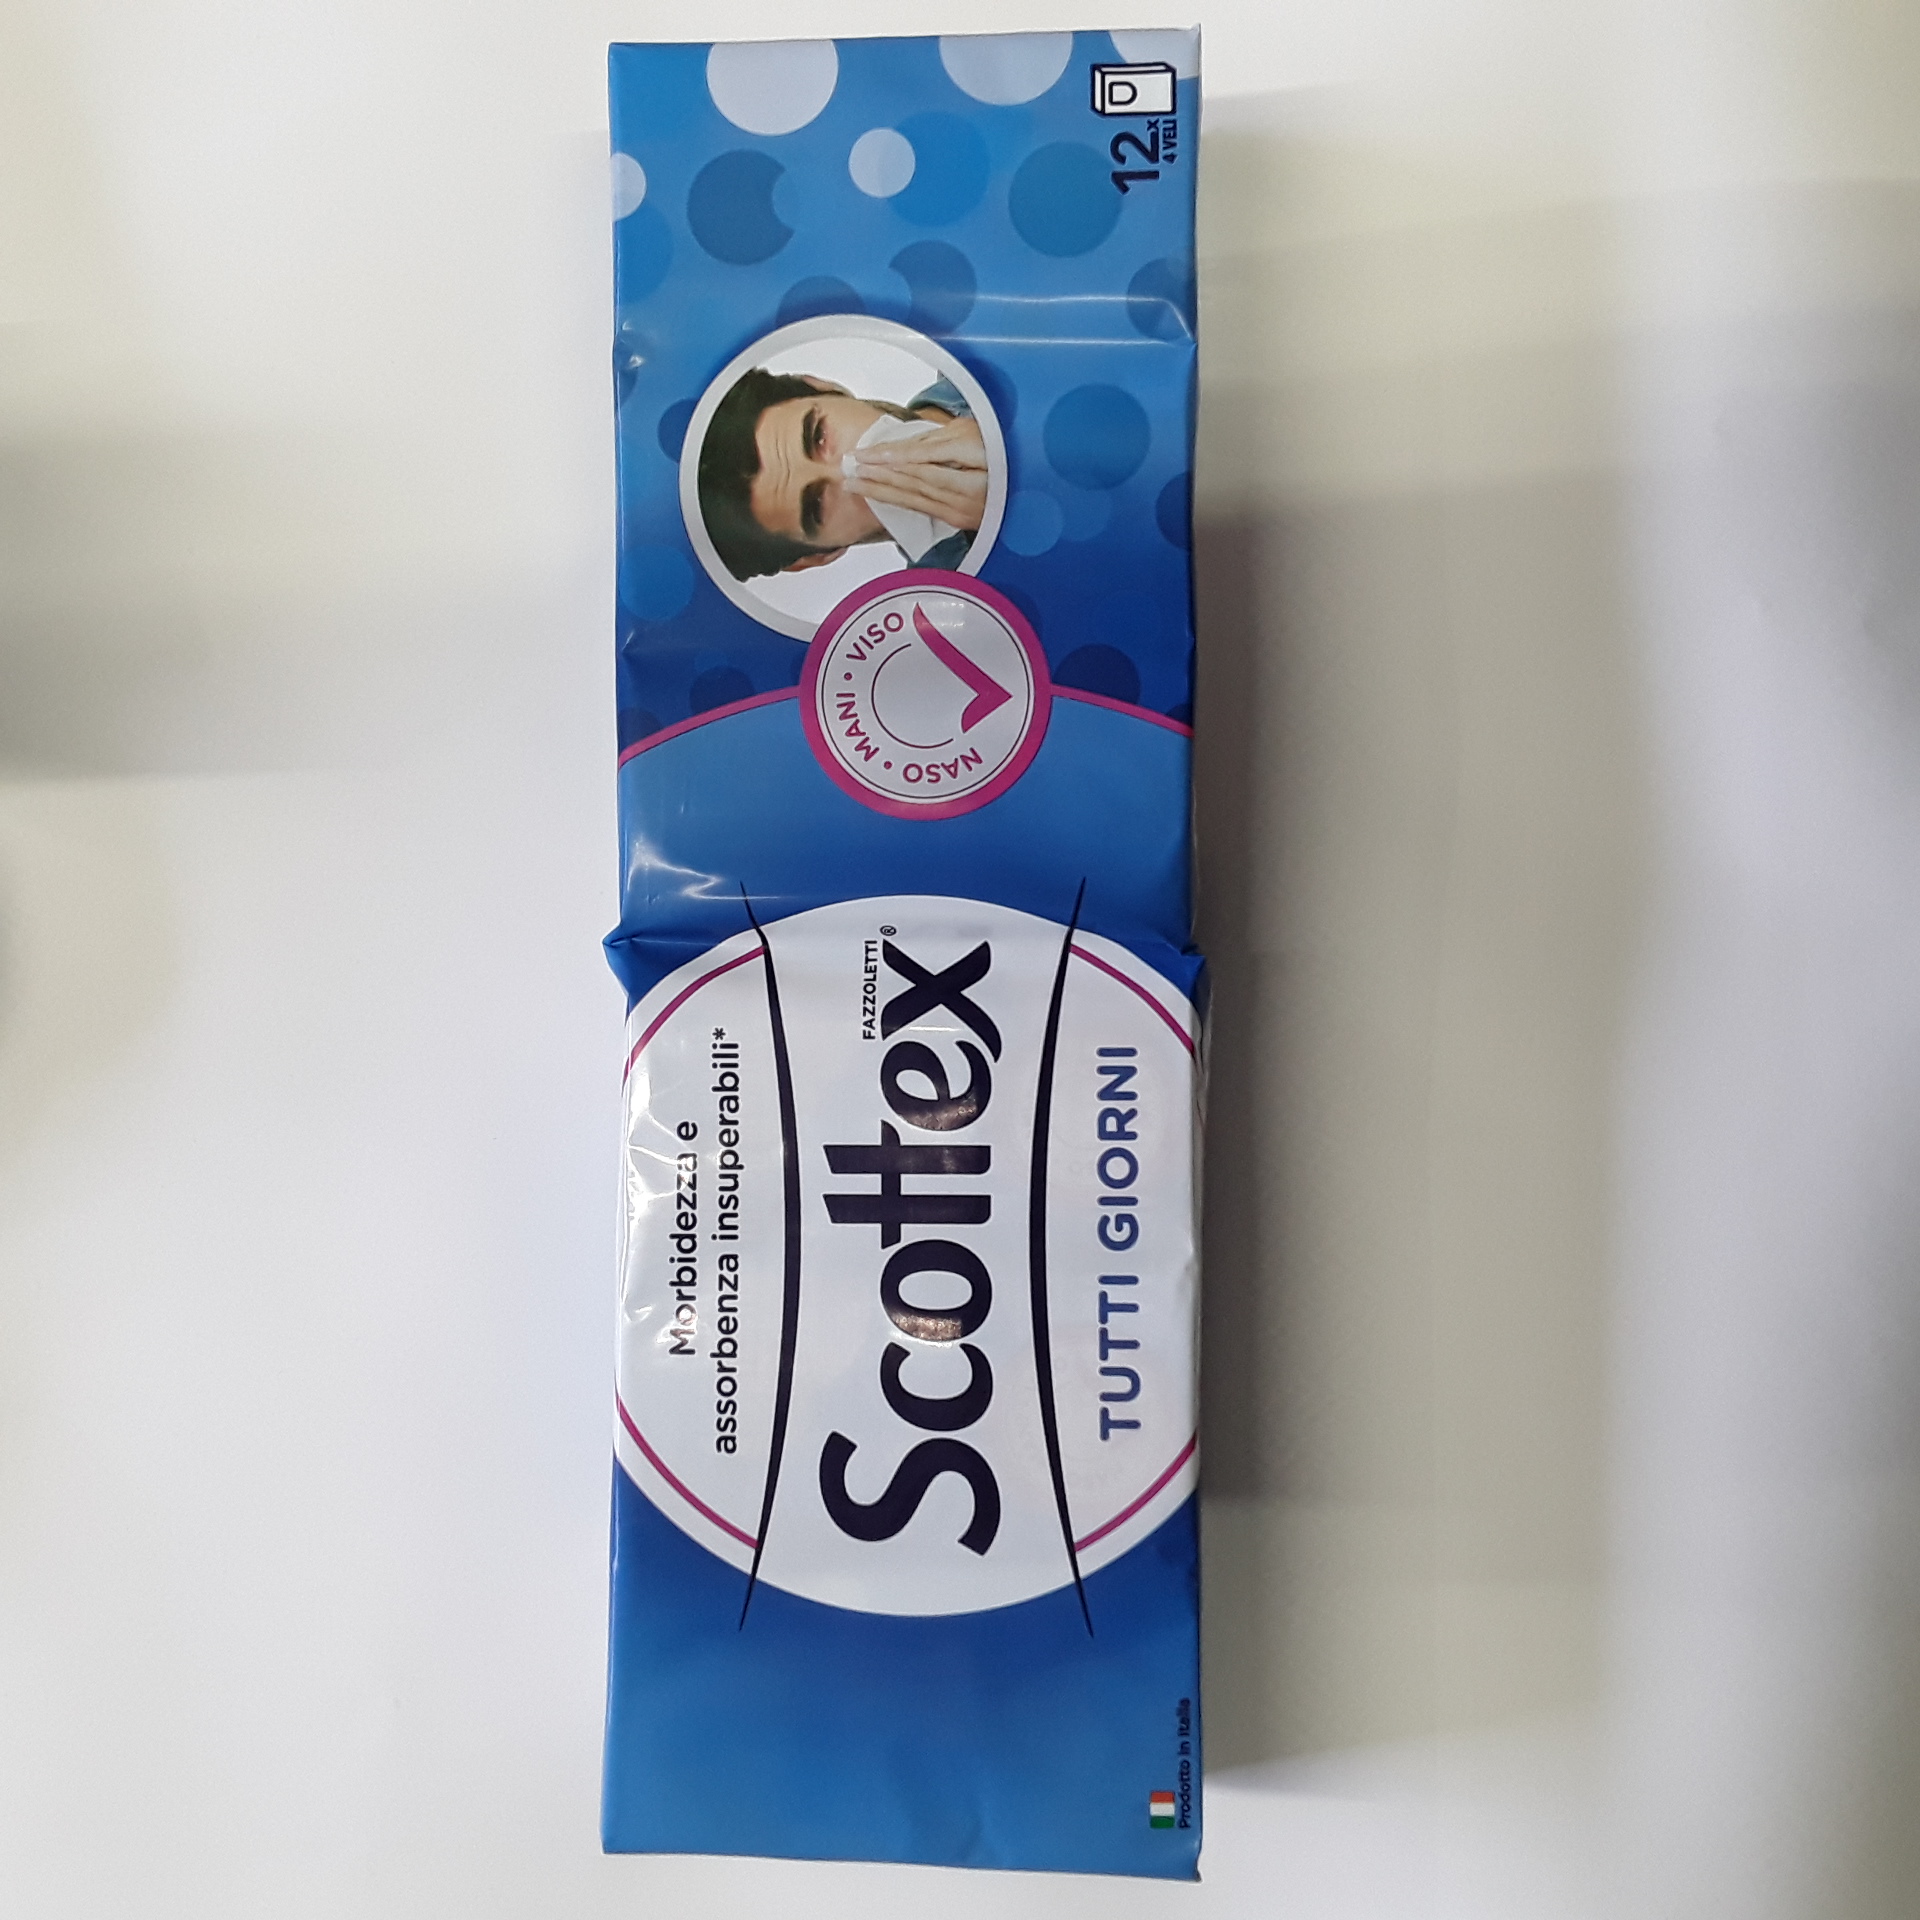 Morbidezza e
assorbenza insuperabili*
FAZZOLETTI
Scottex®
TUTTI GIORNI
NASO • MANI • VISO
12x
4 VELI
Prodotto in Italia